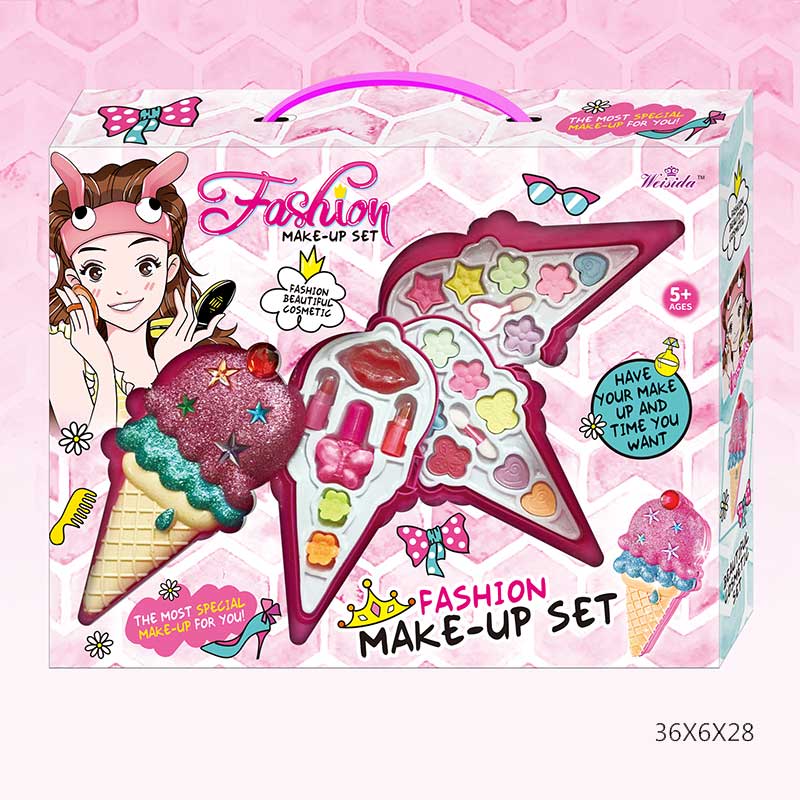 THE MOST SPECIAL
MAKE-UP FOR YOU!
Fashion
MAKE-UP SET
Weisida™
FASHION
BEAUTIFUL
COSMETIC
5+
AGES
HAVE
YOUR MAKE
UP AND
TIME YOU
WANT
THE MOST SPECIAL
MAKE-UP FOR YOU!
FASHION
MAKE-UP SET
36X6X28